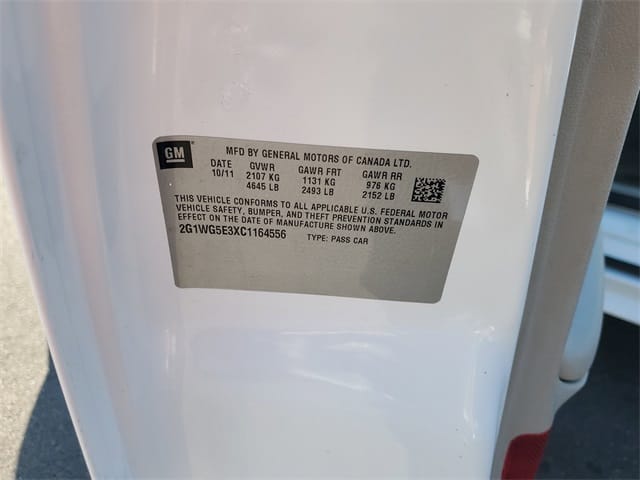 GM
MFD BY GENERAL MOTORS OF CANADA LTD.
DATE GVWR GAWR FRT GAWR RR
10/11 2107 KG 1131 KG 976 KG
4645 LB 2493 LB 2152 LB
THIS VEHICLE CONFORMS TO ALL APPLICABLE U.S. FEDERAL MOTOR
VEHICLE SAFETY, BUMPER, AND THEFT PREVENTION STANDARDS IN
EFFECT ON THE DATE OF MANUFACTURE SHOWN ABOVE.
2G1WG5E3XC1164556 TYPE: PASS CAR